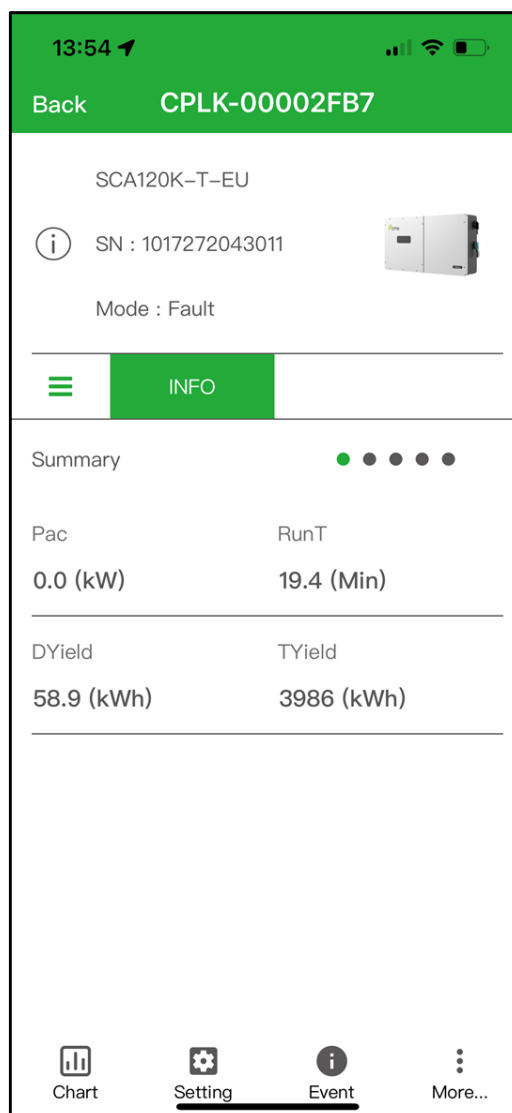 13:54
Back CPLK-00002FB7
SCA120K-T-EU
SN : 1017272043011
Mode : Fault
INFO
Summary
Pac RunT
0.0 (kW) 19.4 (Min)
DYield TYield
58.9 (kWh) 3986 (kWh)
Chart Setting Event More...